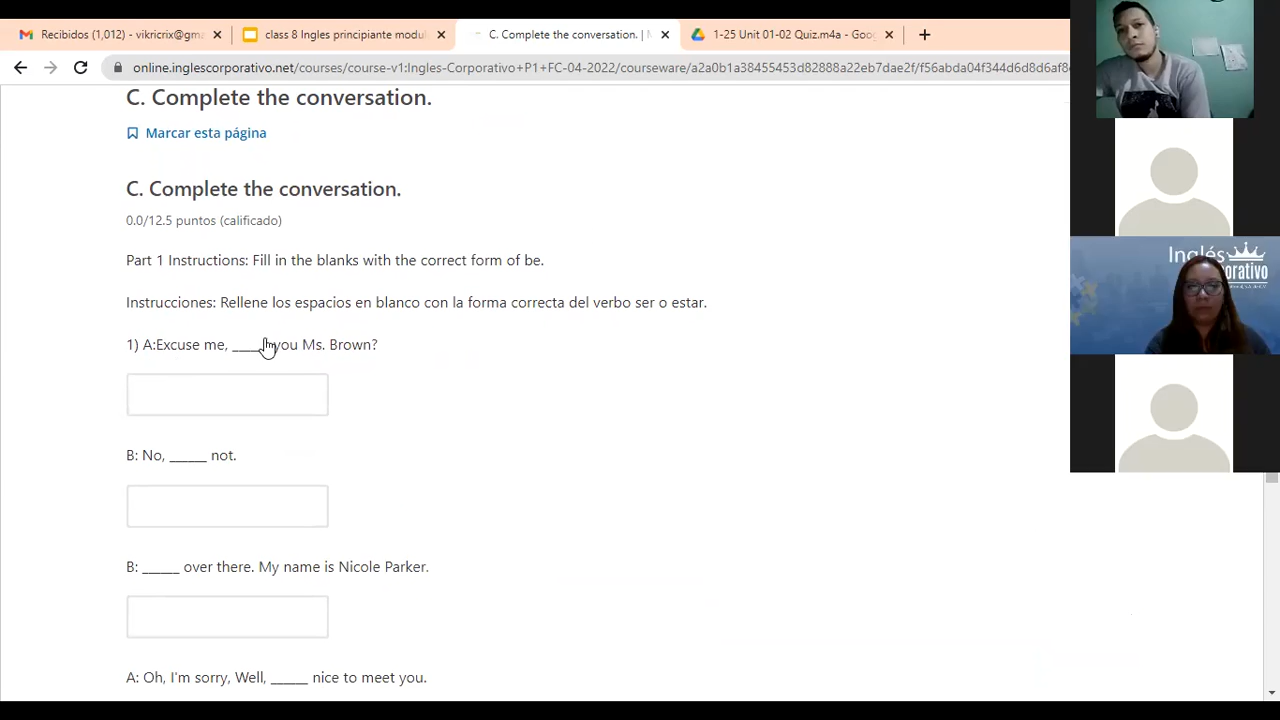 Recibidos (1,012) - vikricrix@gma
class 8 Ingles principiante modul
C. Complete the conversation. | M
1-25 Unit 01-02 Quiz.m4a - Goo
online.inglescorporativo.net/courses/course-v1:Ingles-Corporativo+P1+FC-04-2022/courseware/a2a0b1a38455453d82888a22eb7dae2f/f56abda04f344d6d8d6af8
C. Complete the conversation.
Marcar esta página
C. Complete the conversation.
0.0/12.5 puntos (calificado)
Part 1 Instructions: Fill in the blanks with the correct form of be.
Instrucciones: Rellene los espacios en blanco con la forma correcta del verbo ser o estar.
1) A:Excuse me, _____ you Ms. Brown?
B: No, _____ not.
B: _____ over there. My name is Nicole Parker.
A: Oh, I'm sorry, Well, _____ nice to meet you.
Inglés
orativo